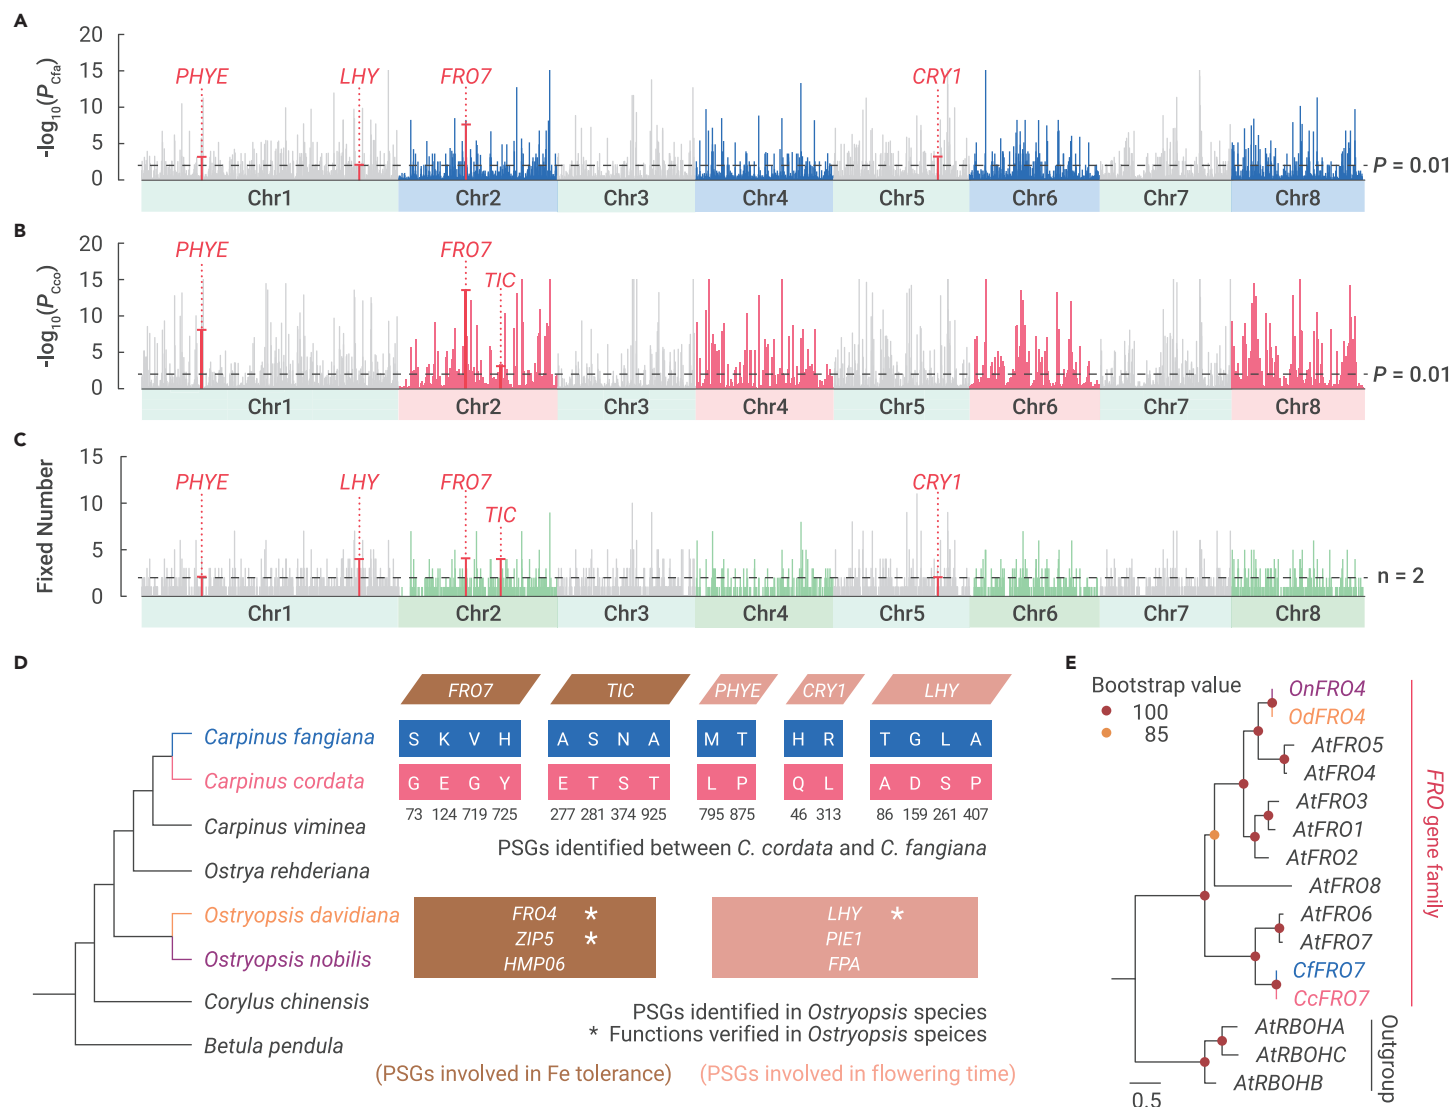 A
-log10(PCfa)
20
15
10
5
0
PHYE
LHY
FRO7
CRY1
P = 0.01
Chr1 Chr2 Chr3 Chr4 Chr5 Chr6 Chr7 Chr8
B
-log10(PCco)
20
15
10
5
0
PHYE
FRO7
TIC
P = 0.01
Chr1 Chr2 Chr3 Chr4 Chr5 Chr6 Chr7 Chr8
C
Fixed Number
15
10
5
0
PHYE
LHY
FRO7
TIC
CRY1
n = 2
Chr1 Chr2 Chr3 Chr4 Chr5 Chr6 Chr7 Chr8
D
Carpinus fangiana
Carpinus cordata
Carpinus viminea
Ostrya rehderiana
Ostryopsis davidiana
Ostryopsis nobilis
Corylus chinensis
Betula pendula
FRO7 TIC PHYE CRY1 LHY
S K V H A S N A M T H R T G L A
G E G Y E T S T L P Q L A D S P
73 124 719 725 277 281 374 925 795 875 46 313 86 159 261 407
PSGs identified between C. cordata and C. fangiana
FRO4 *
ZIP5 *
HMP06
LHY *
PIE1
FPA
PSGs identified in Ostryopsis species
* Functions verified in Ostryopsis speices
(PSGs involved in Fe tolerance)
(PSGs involved in flowering time)
E
Bootstrap value
100
85
OnFRO4
OdFRO4
AtFRO5
AtFRO4
AtFRO3
AtFRO1
AtFRO2
AtFRO8
AtFRO6
AtFRO7
CfFRO7
CcFRO7
AtRBOHA
AtRBOHC
AtRBOHB
FRO gene family
Outgroup
0.5